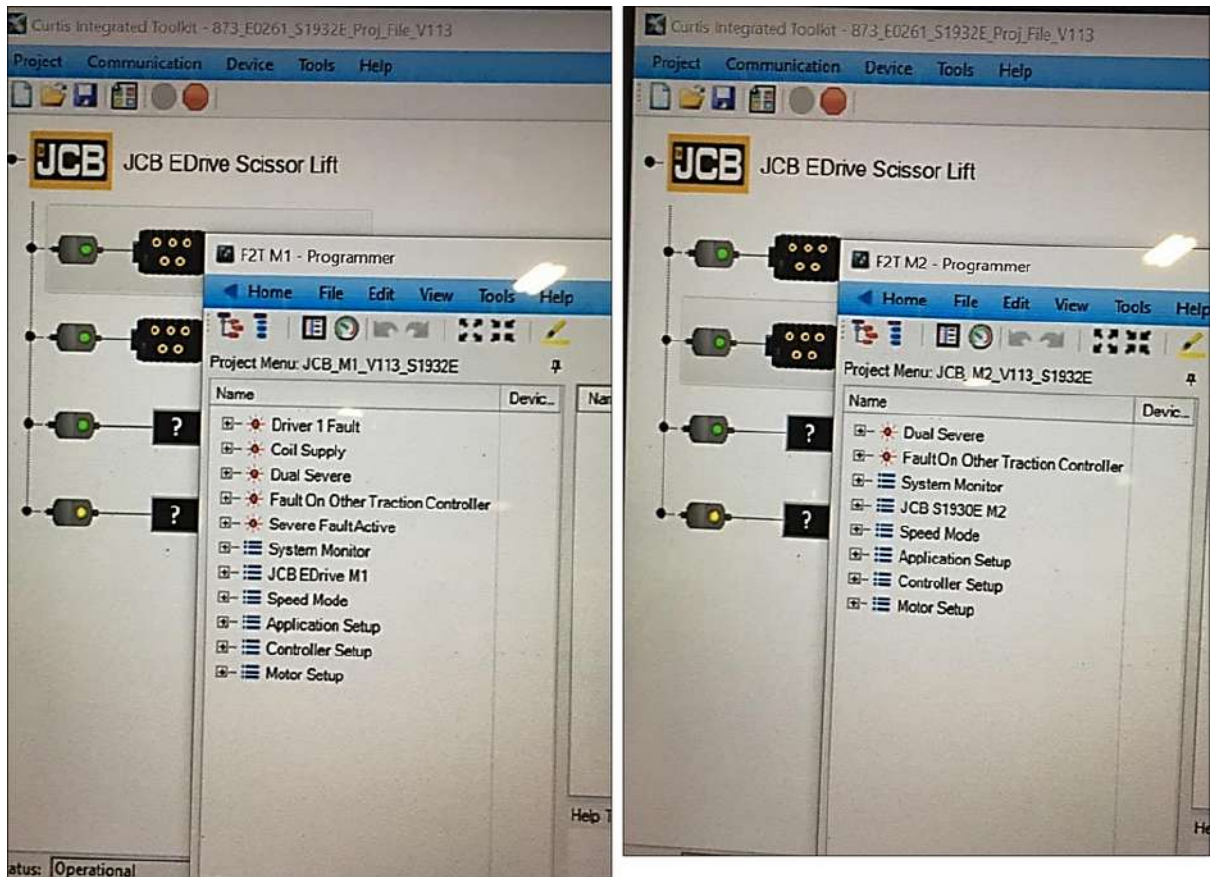 Curtis Integrated Toolkit - 873_E0261_S1932E_Proj_File_V113
Project Communication Device Tools Help
JCB JCB EDrive Scissor Lift
F2T M1 - Programmer
Home File Edit View Tools Help
Project Menu: JCB_M1_V113_S1932E
Name Devic...
Driver 1 Fault
Coil Supply
Dual Severe
Fault On Other Traction Controller
Severe Fault Active
System Monitor
JCB EDrive M1
Speed Mode
Application Setup
Controller Setup
Motor Setup
?
?
Help
atus: Operational
Curtis Integrated Toolkit - 873_E0261_S1932E_Proj_File_V113
Project Communication Device Tools Help
JCB JCB EDrive Scissor Lift
F2T M2 - Programmer
Home File Edit View Tools Help
Project Menu: JCB_M2_V113_S1932E
Name Devic...
Dual Severe
Fault On Other Traction Controller
System Monitor
JCB S1930E M2
Speed Mode
Application Setup
Controller Setup
Motor Setup
?
?